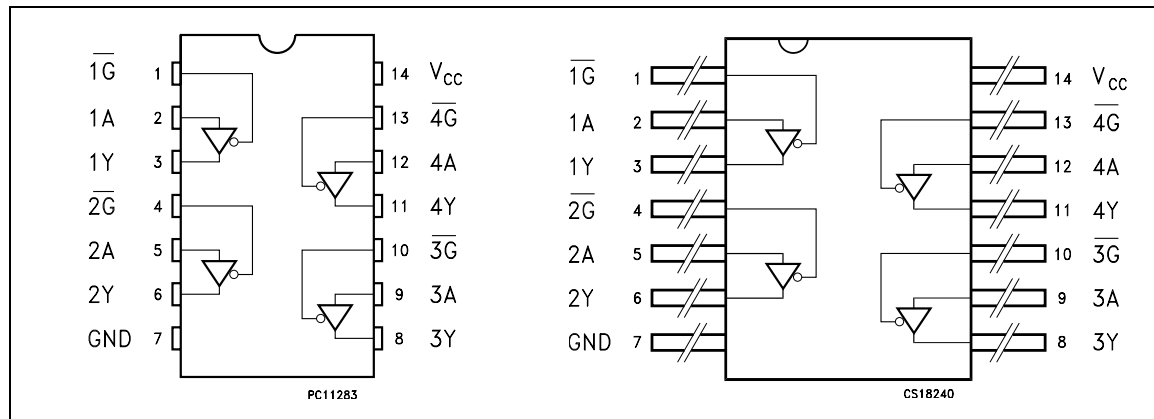 1G̅ 1 14 VCC
1A 2 13 4G̅
1Y 3 12 4A
2G̅ 4 11 4Y
2A 5 10 3G̅
2Y 6 9 3A
GND 7 8 3Y
PC11283
1G̅ 1 14 VCC
1A 2 13 4G̅
1Y 3 12 4A
2G̅ 4 11 4Y
2A 5 10 3G̅
2Y 6 9 3A
GND 7 8 3Y
CS18240